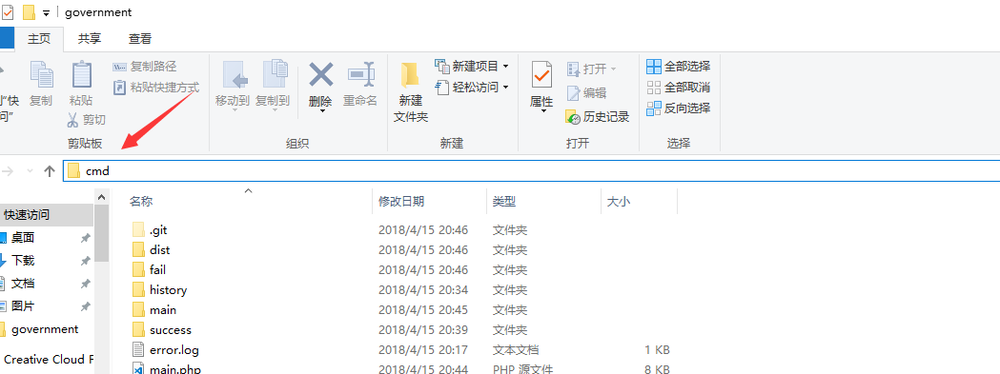 government
主页 共享 查看
复制 粘贴 复制路径 粘贴快捷方式 剪切 移动到 复制到 删除 重命名 新建文件夹 新建项目 轻松访问 属性 打开 编辑 历史记录 全部选择 全部取消 反向选择
剪贴板 组织 新建 打开 选择
cmd
名称 修改日期 类型 大小
快速访问
桌面
下载
文档
图片
government
Creative Cloud F
.git 2018/4/15 20:46 文件夹
dist 2018/4/15 20:46 文件夹
fail 2018/4/15 20:46 文件夹
history 2018/4/15 20:34 文件夹
main 2018/4/15 20:45 文件夹
success 2018/4/15 20:39 文件夹
error.log 2018/4/15 20:17 文本文档 1 KB
main.php 2018/4/15 20:44 PHP 源文件 8 KB